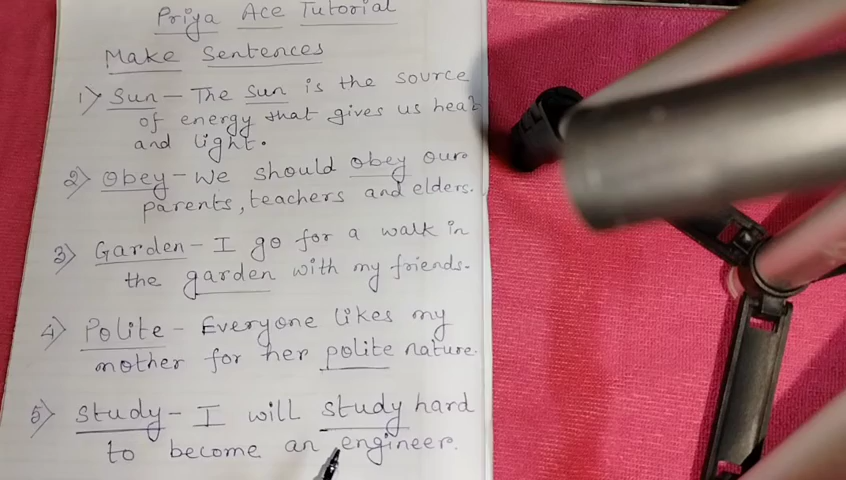 Priya Ace Tutorial
Make Sentences
1) Sun - The sun is the source
of energy that gives us heat
and light.
2) Obey - We should obey our
parents, teachers and elders.
3) Garden - I go for a walk in
the garden with my friends.
4) Polite - Everyone likes my
mother for her polite nature.
5) Study - I will study hard
to become an engineer.